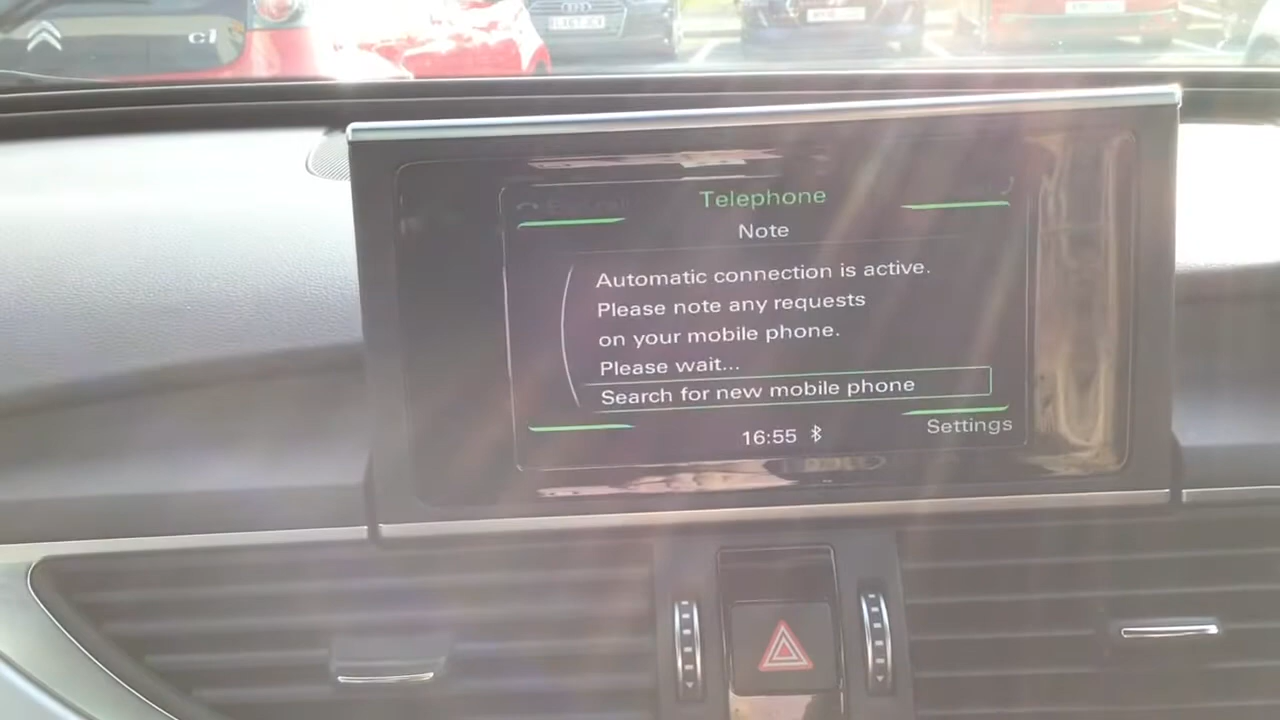 C1
Telephone
Note
Automatic connection is active.
Please note any requests
on your mobile phone.
Please wait...
Search for new mobile phone
16:55
Settings